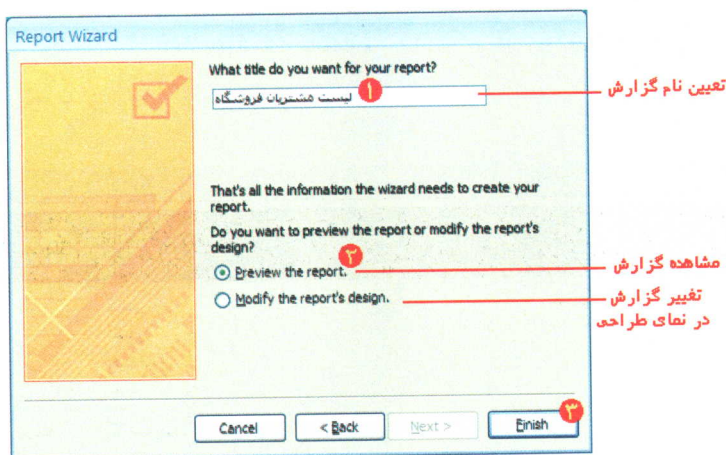 Report Wizard
What title do you want for your report?
لیست مشتریان فروشگاه
۱
تعیین نام گزارش
That's all the information the wizard needs to create your
report.
Do you want to preview the report or modify the report's
design?
۲
Preview the report.
مشاهده گزارش
Modify the report's design.
تغییر گزارش
در نمای طراحی
Cancel
< Back
Next >
Finish
۳